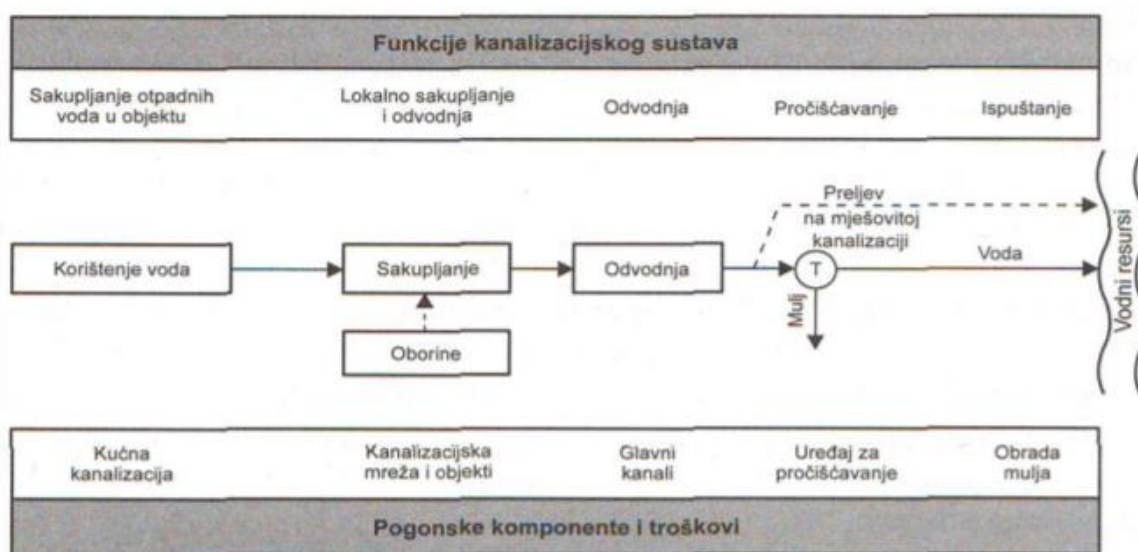 Funkcije kanalizacijskog sustava
Sakupljanje otpadnih
voda u objektu
Lokalno sakupljanje
i odvodnja
Odvodnja
Pročišćavanje
Ispuštanje
Preljev
na mješovitoj
kanalizaciji
Korištenje voda
Sakupljanje
Odvodnja
T
Voda
Mulj
Oborine
Vodni resursi
Kućna
kanalizacija
Kanalizacijska
mreža i objekti
Glavni
kanali
Uređaj za
pročišćavanje
Obrada
mulja
Pogonske komponente i troškovi